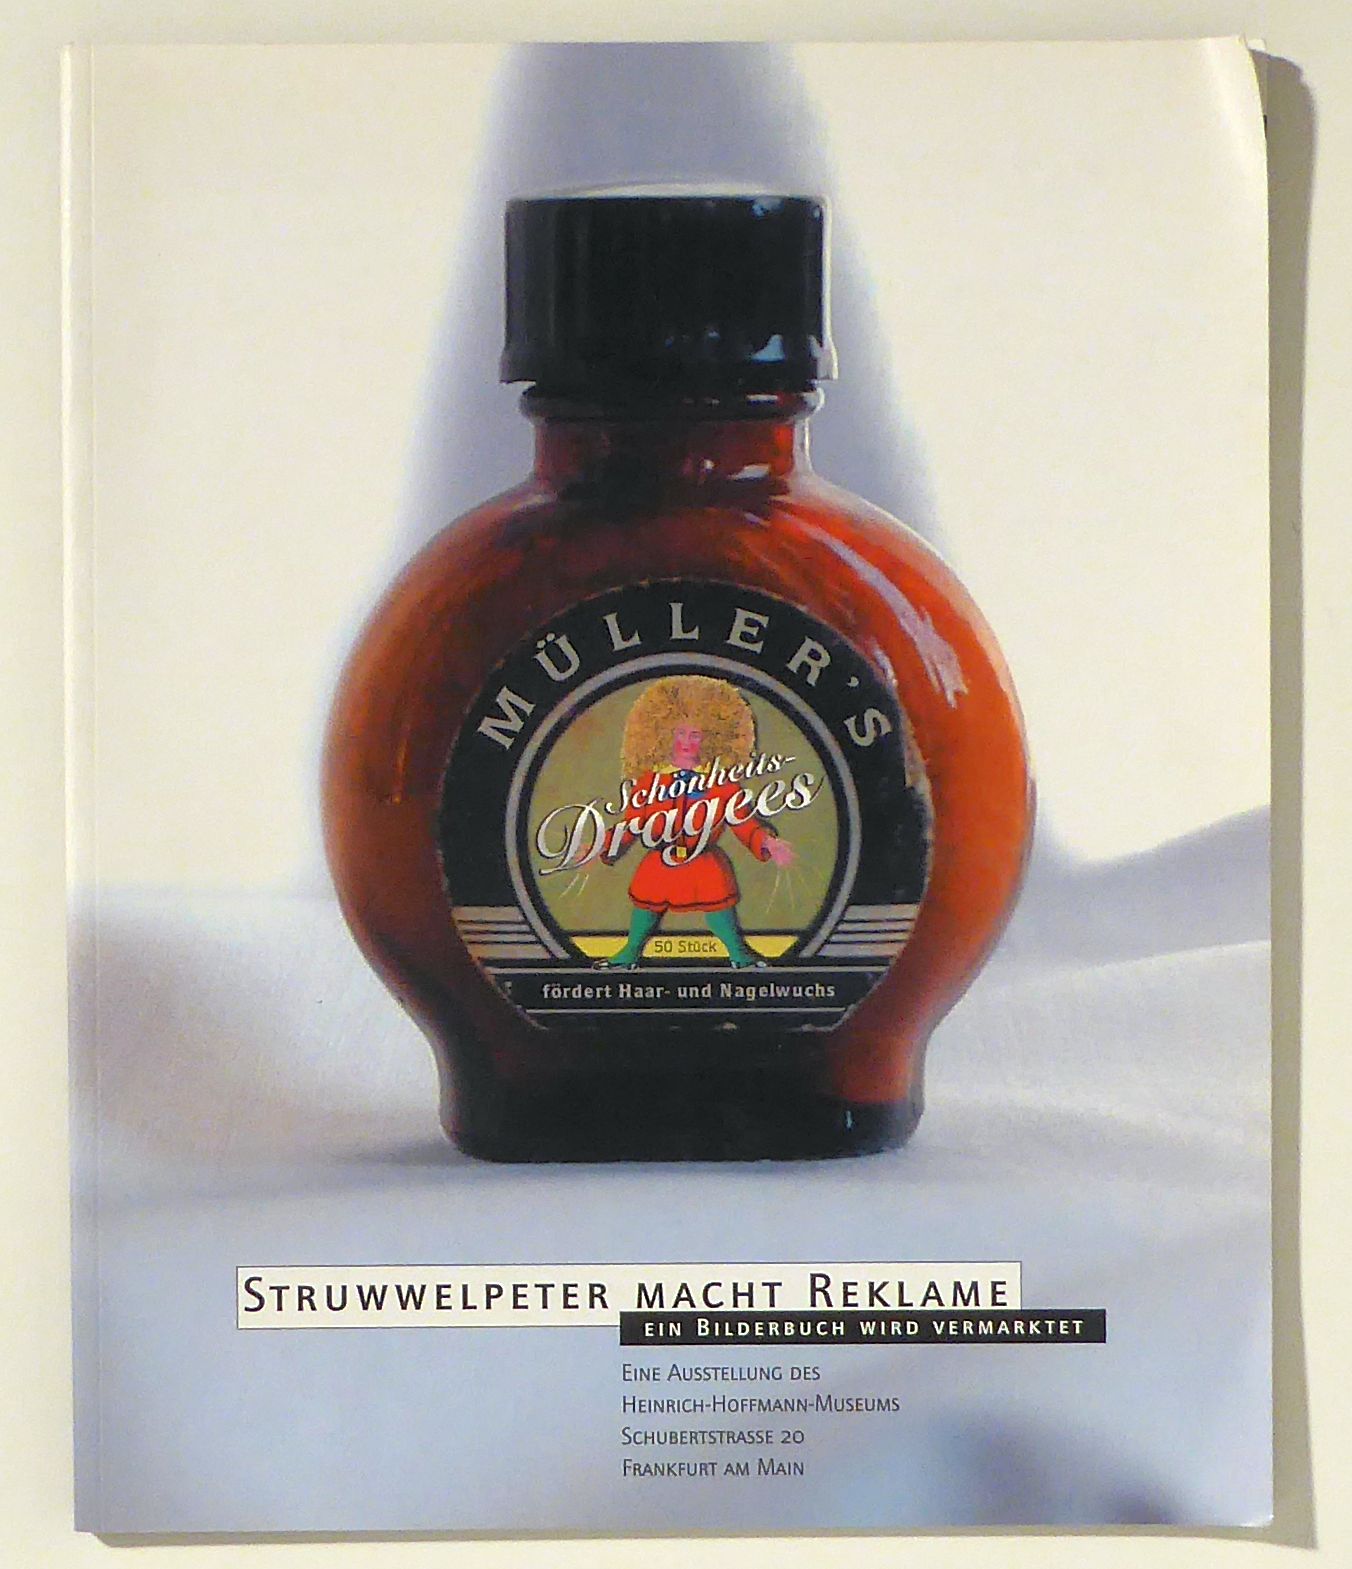 MÜLLER'S
Schönheits-
Dragees
50 Stück
fördert Haar- und Nagelwuchs
STRUWWELPETER MACHT REKLAME
EIN BILDERBUCH WIRD VERMARKTET
EINE AUSSTELLUNG DES
HEINRICH-HOFFMANN-MUSEUMS
SCHUBERTSTRASSE 20
FRANKFURT AM MAIN